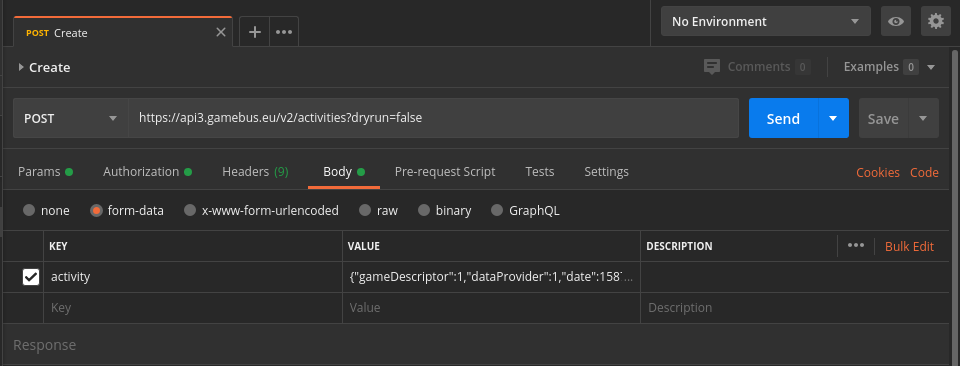 POST Create
No Environment
Create
Comments 0
Examples 0
POST
https://api3.gamebus.eu/v2/activities?dryrun=false
Send
Save
Params
Authorization
Headers (9)
Body
Pre-request Script
Tests
Settings
Cookies
Code
none
form-data
x-www-form-urlencoded
raw
binary
GraphQL
KEY
VALUE
DESCRIPTION
Bulk Edit
activity
{"gameDescriptor":1,"dataProvider":1,"date":158...
Key
Value
Description
Response